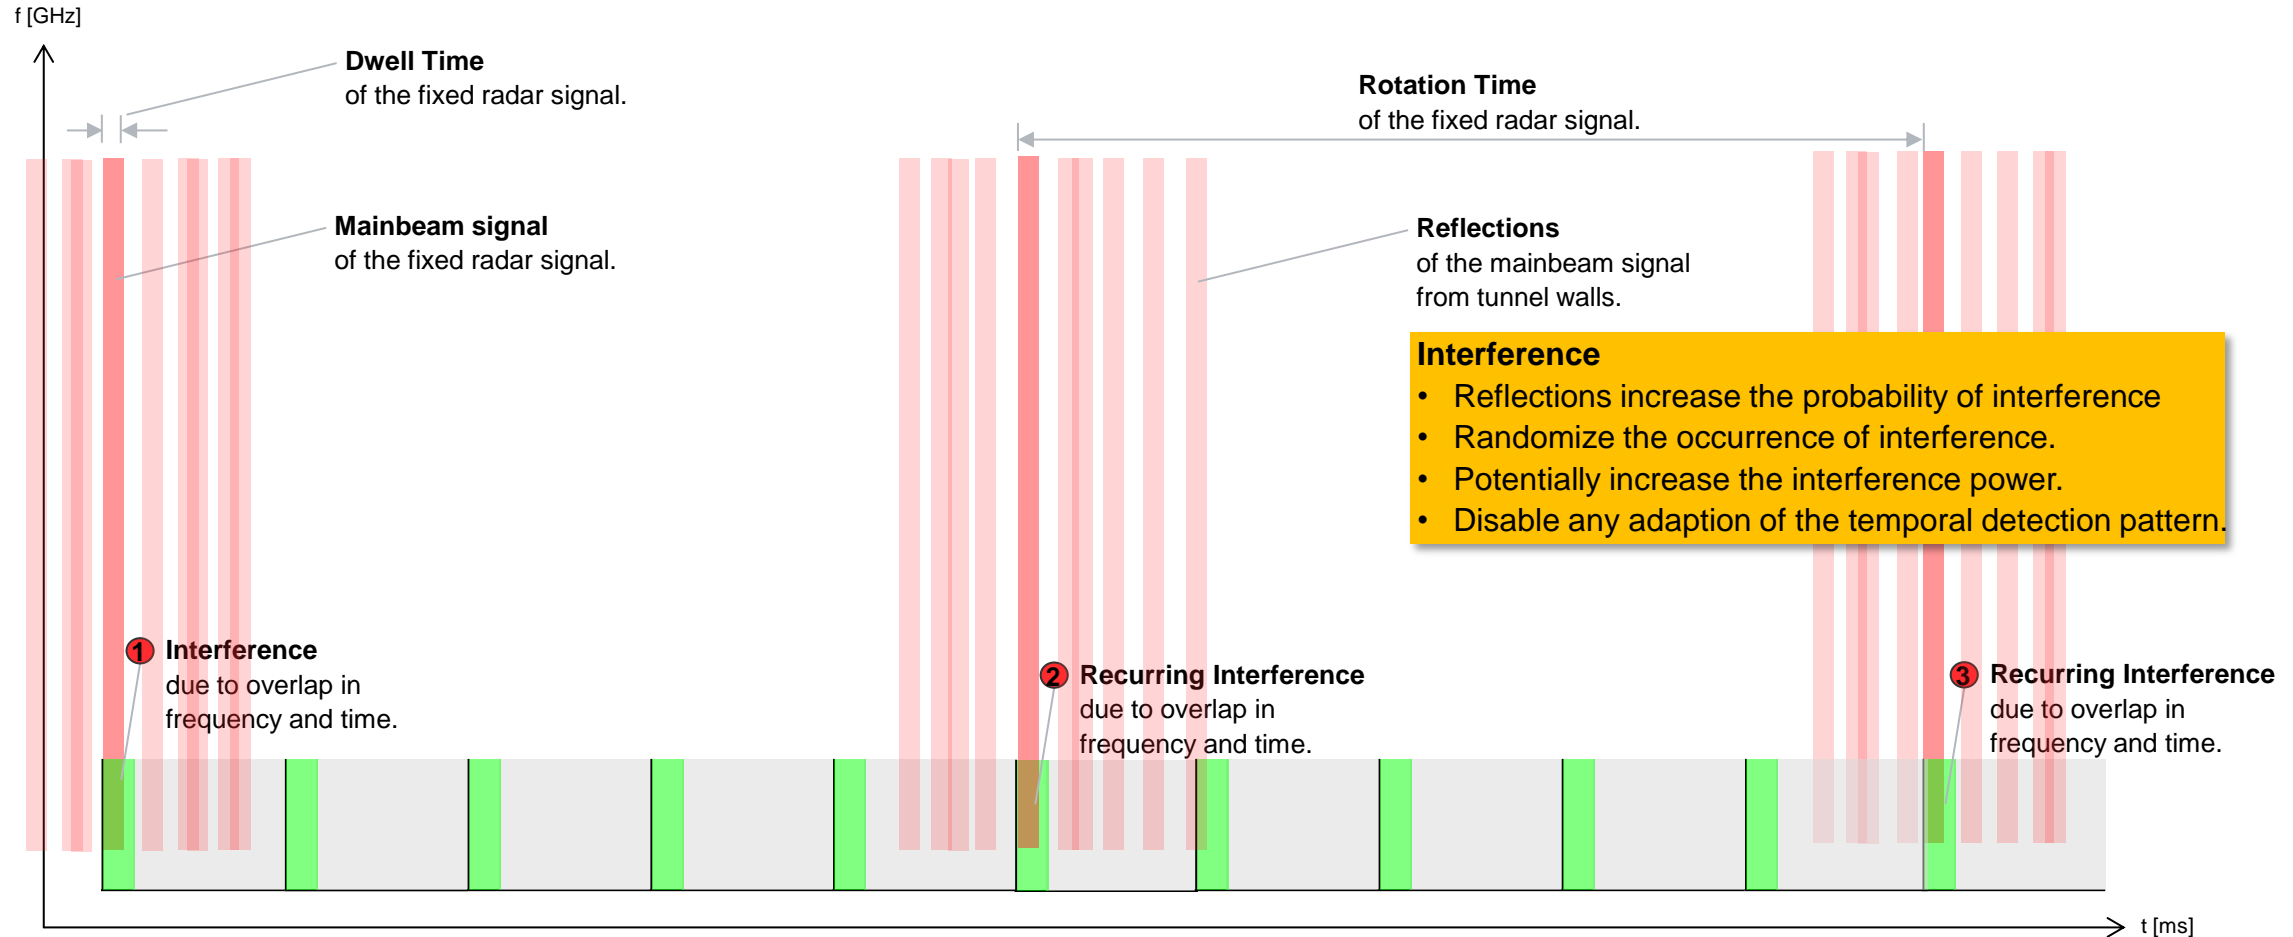 f [GHz]
Dwell Time
of the fixed radar signal.
Rotation Time
of the fixed radar signal.
Mainbeam signal
of the fixed radar signal.
Reflections
of the mainbeam signal
from tunnel walls.
Interference
• Reflections increase the probability of interference
• Randomize the occurrence of interference.
• Potentially increase the interference power.
• Disable any adaption of the temporal detection pattern.
1 Interference
due to overlap in
frequency and time.
2 Recurring Interference
due to overlap in
frequency and time.
3 Recurring Interference
due to overlap in
frequency and time.
t [ms]